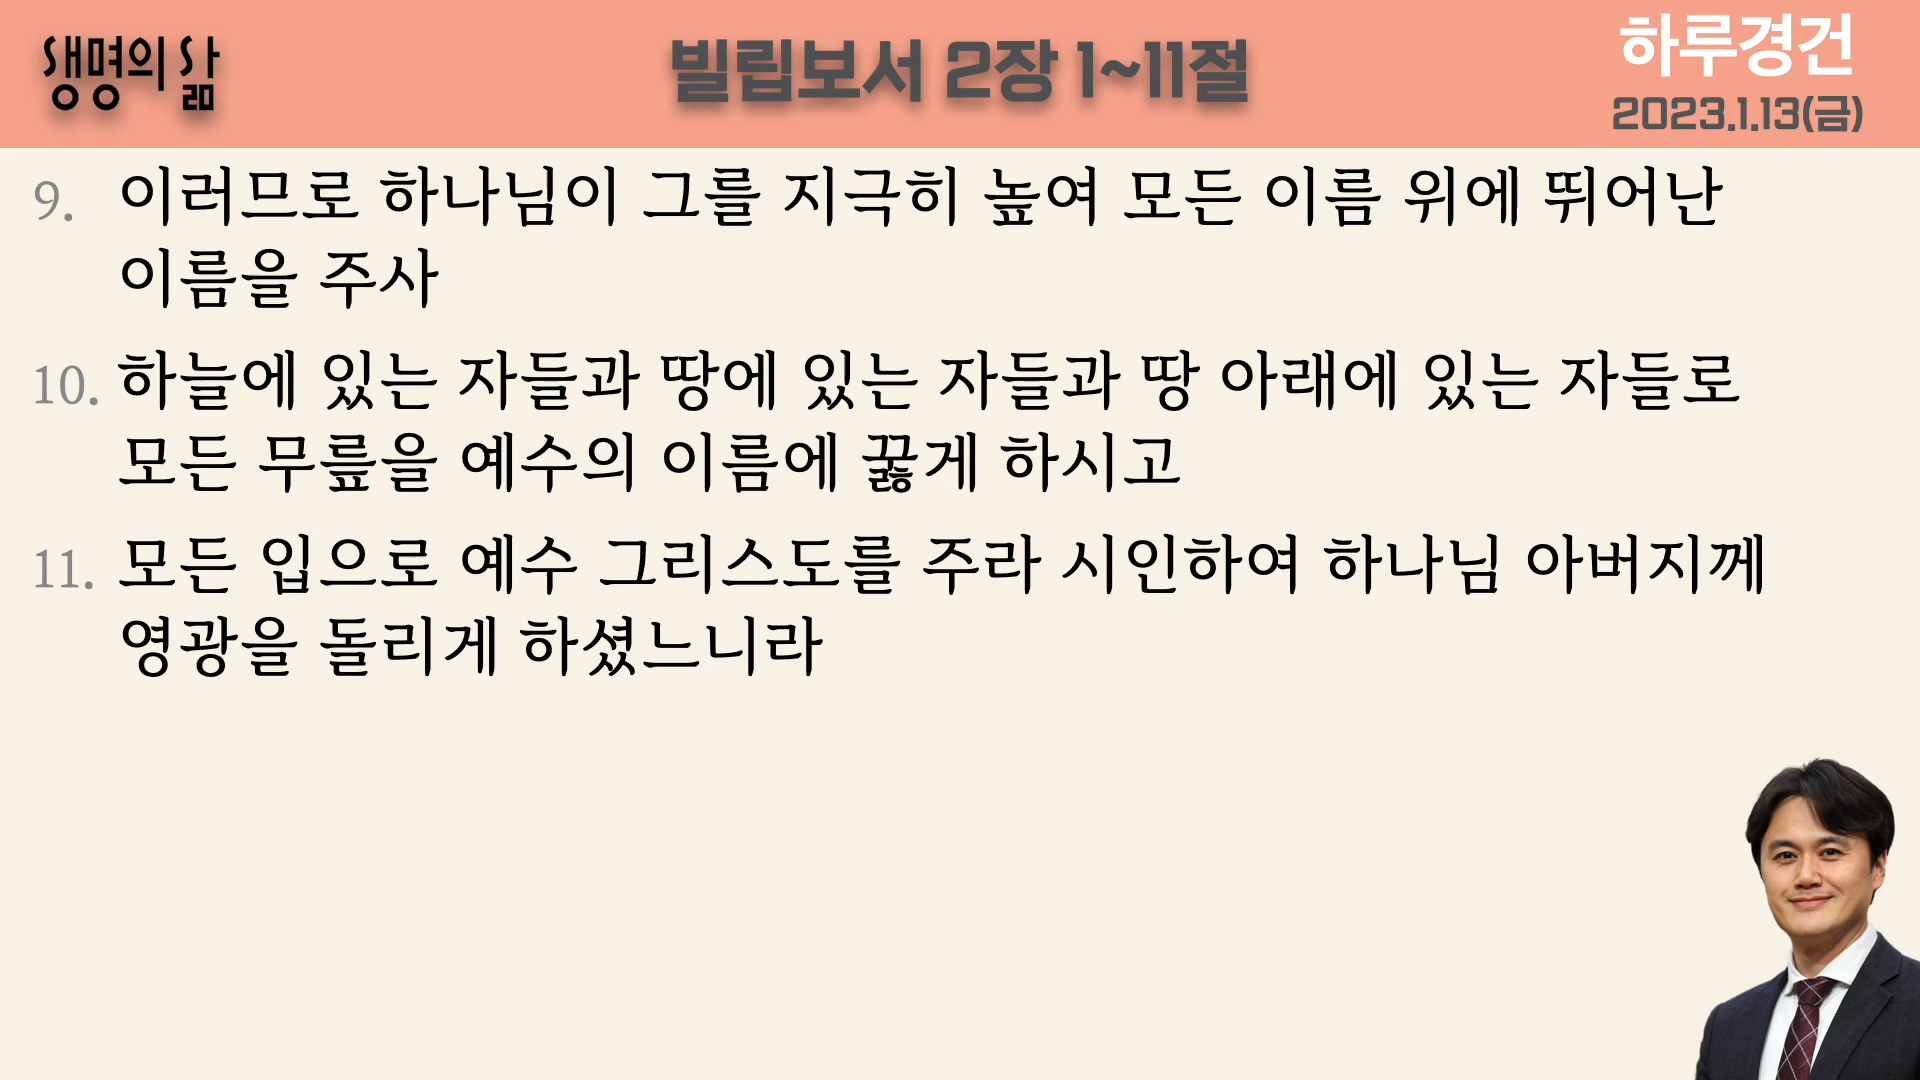 생명의 삶
빌립보서 2장 1~11절
하루경건
2023.1.13(금)
9. 이러므로 하나님이 그를 지극히 높여 모든 이름 위에 뛰어난
이름을 주사
10. 하늘에 있는 자들과 땅에 있는 자들과 땅 아래에 있는 자들로
모든 무릎을 예수의 이름에 꿇게 하시고
11. 모든 입으로 예수 그리스도를 주라 시인하여 하나님 아버지께
영광을 돌리게 하셨느니라